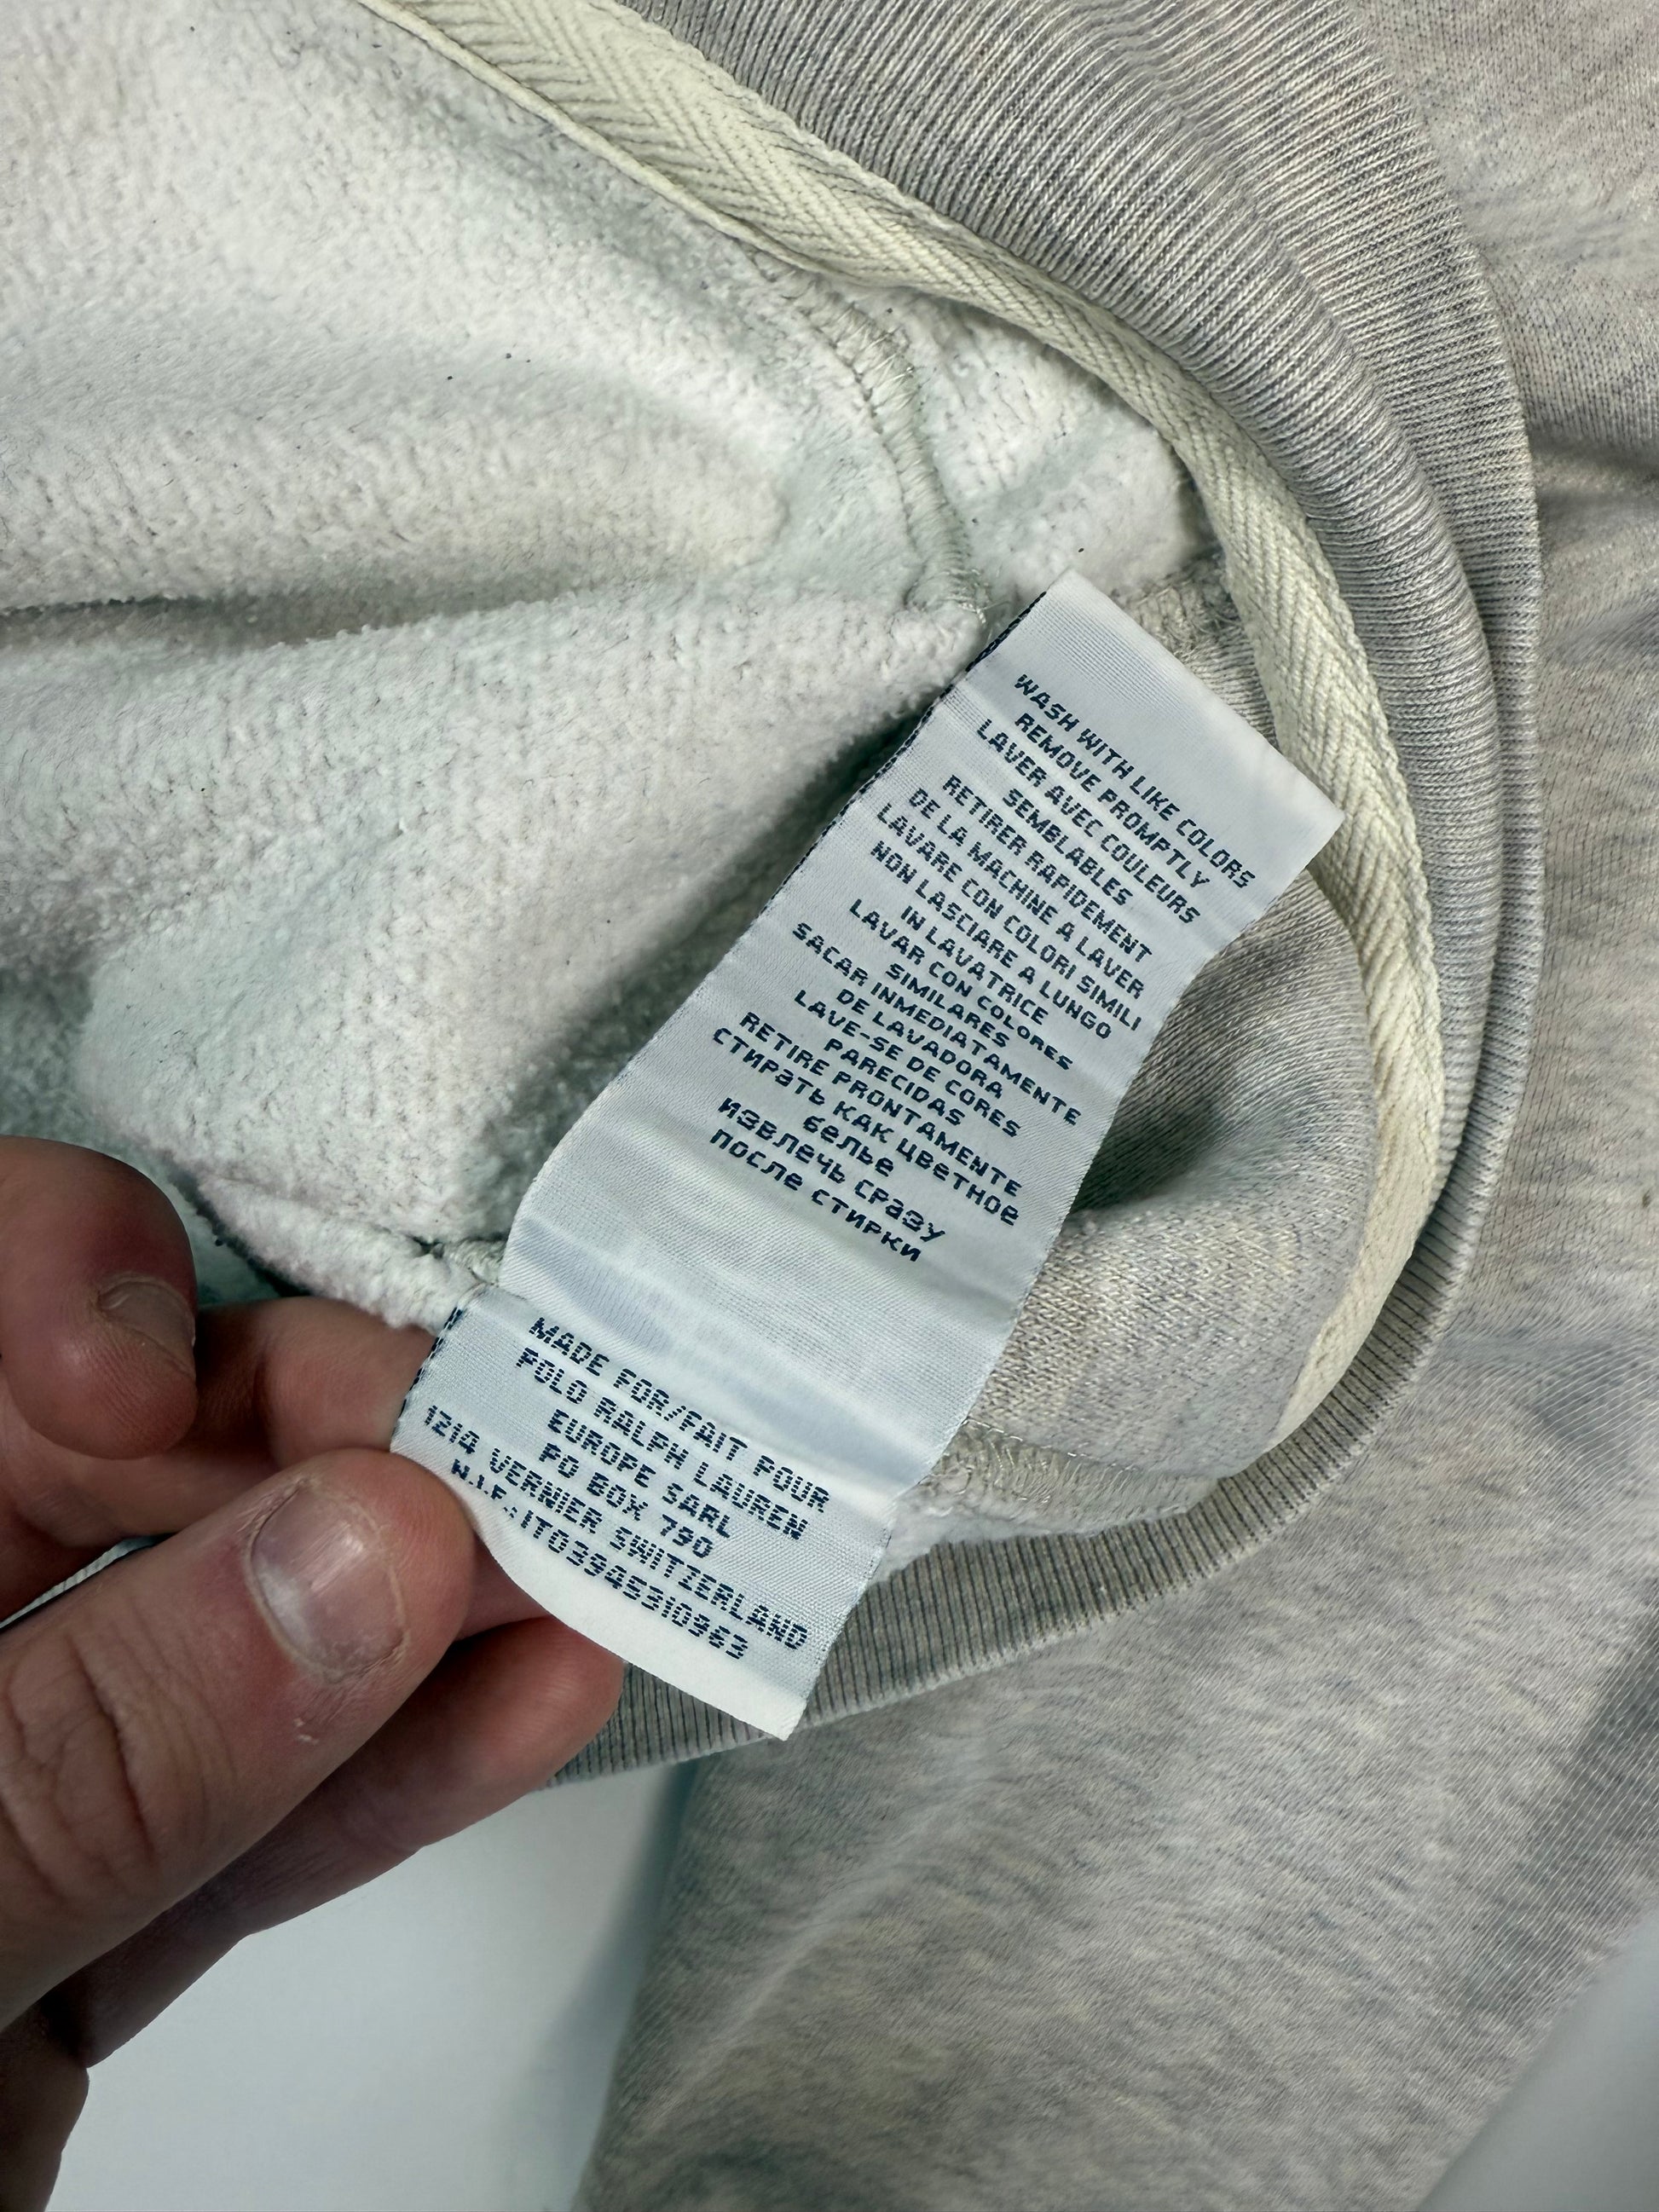 WASH WITH LIKE COLORS
REMOVE PROMPTLY
LAVER AVEC COULEURS
SEMBLABLES
RETIRER RAPIDEMENT
DE LA MACHINE A LAVER
LAVARE CON COLORI SIMILI
NON LASCIARE A LUNGO
IN LAVATRICE
LAVAR CON COLORES
SIMILARES
SACAR INMEDIATAMENTE
DE LAVADORA
LAVE-SE DE CORES
PARECIDAS
RETIRE PRONTAMENTE
СТИРАТЬ КАК ЦВЕТНОЕ
БЕЛЬЕ
ИЗВЛЕЧЬ СРАЗУ
ПОСЛЕ СТИРКИ
MADE FOR/FAIT POUR
POLO RALPH LAUREN
EUROPE SARL
PO BOX 790
1214 VERNIER SWITZERLAND
N.I.F.:IT03945310963